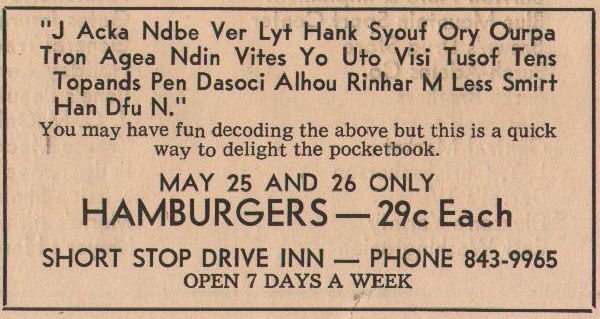 "J Acka Ndbe Ver Lyt Hank Syouf Ory Ourpa
Tron Agea Ndin Vites Yo Uto Visi Tusof Tens
Topands Pen Dasoci Alhou Rinhar M Less Smirt
Han Dfu N."
You may have fun decoding the above but this is a quick
way to delight the pocketbook.
MAY 25 AND 26 ONLY
HAMBURGERS — 29c Each
SHORT STOP DRIVE INN — PHONE 843-9965
OPEN 7 DAYS A WEEK